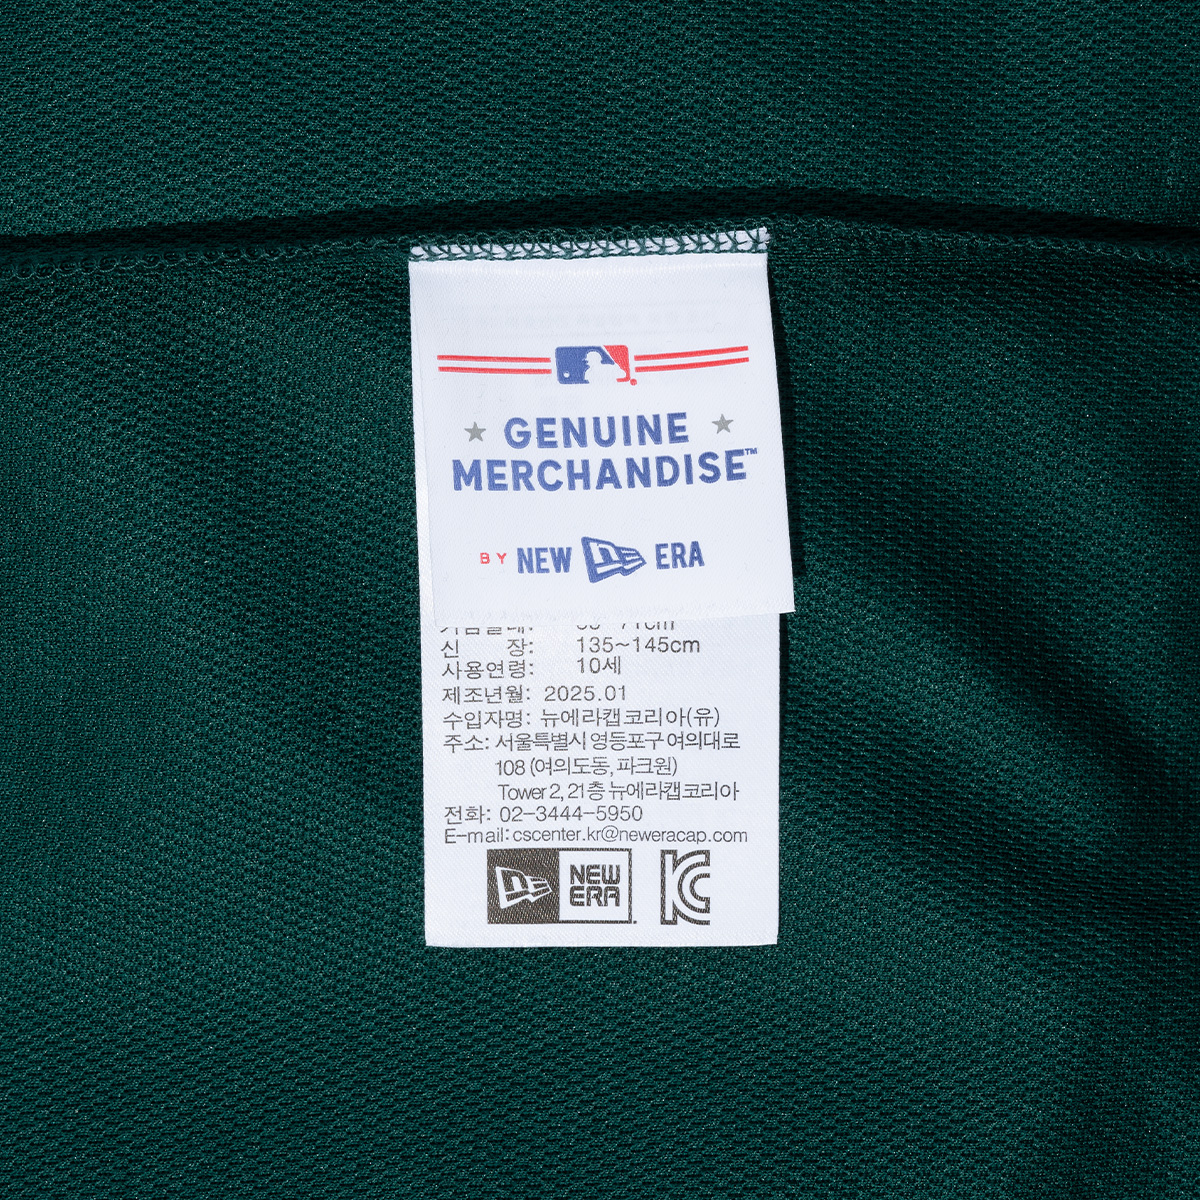 GENUINE
MERCHANDISE™
BY NEW ERA
신 장: 135~145cm
사용연령: 10세
제조년월: 2025.01
수입자명: 뉴에라캡코리아(유)
주소: 서울특별시 영등포구 여의대로
108 (여의도동, 파크원)
Tower 2, 21층 뉴에라캡코리아
전화: 02-3444-5950
E-mail:cscenter.kr@neweracap.com
NEW
ERA